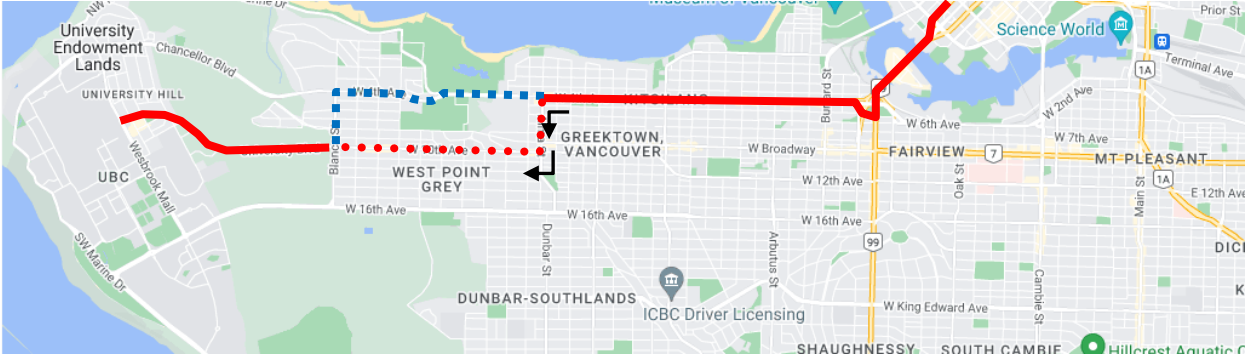 Museum of Vancouver
Prior St
University
Endowment
Lands
Science World
Chancellor Blvd
Terminal Ave
1A
UNIVERSITY HILL
Burrard St
W 2nd Ave
W 6th Ave
GREEKTOWN,
VANCOUVER
W 7th Ave
Blanca St
W 10th Ave
W Broadway
FAIRVIEW
7
MT PLEASANT
Wesbrook Mall
UBC
WEST POINT
GREY
W 12th Ave
Oak St
1A
Main St
E 12th Ave
W 16th Ave
W 16th Ave
W 16th Ave
SW Marine Dr
Dunbar St
Arbutus St
99
Cambie St
DUNBAR-SOUTHLANDS
ICBC Driver Licensing
W King Edward Ave
SHAUGHNESSY
SOUTH CAMBIE
Hillcrest Aquatic C